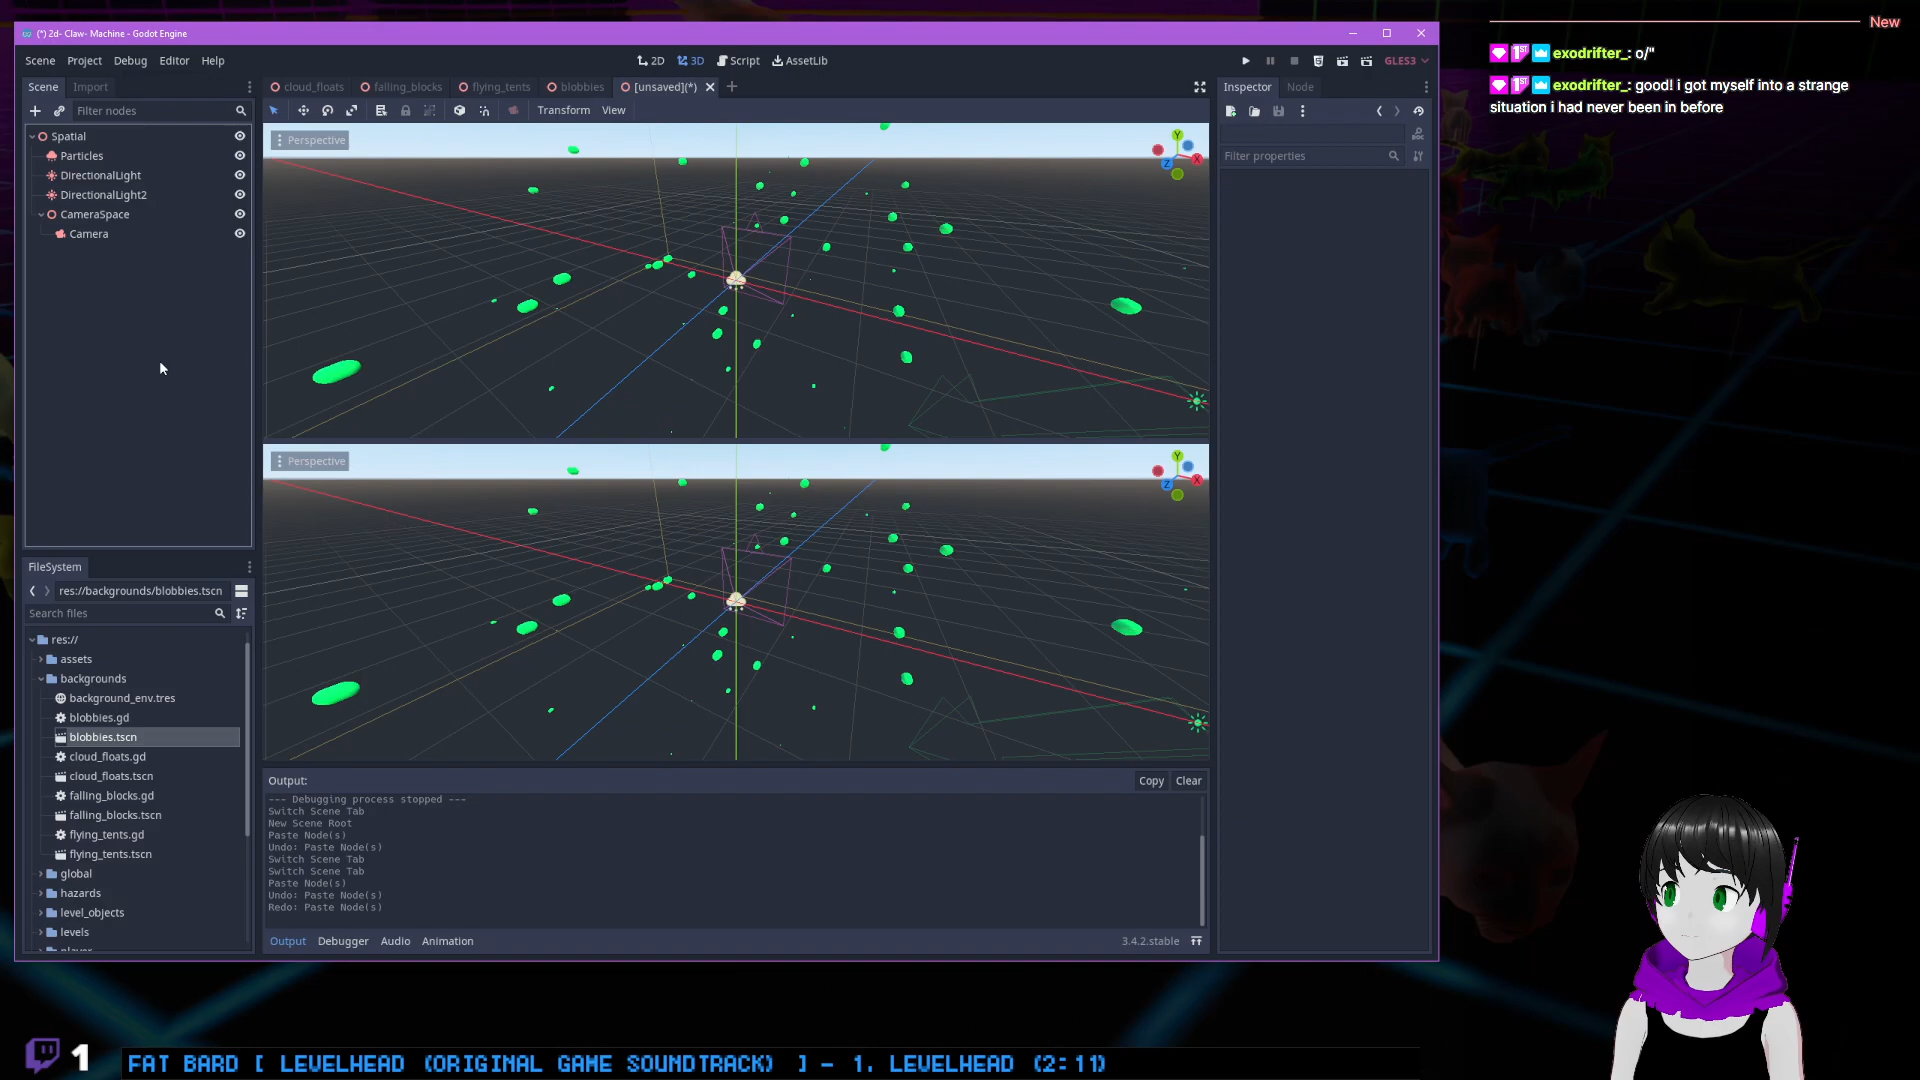 (*) 2d- Claw- Machine - Godot Engine
Scene Project Debug Editor Help
2D 3D Script AssetLib
GLES3
Scene Import
cloud_floats falling_blocks flying_tents blobbies [unsaved](*)
Inspector Node
Filter nodes
Transform View
Spatial
Particles
DirectionalLight
DirectionalLight2
CameraSpace
Camera
Perspective
Y
X
Z
Perspective
Y
X
Z
Filter properties
FileSystem
res://backgrounds/blobbies.tscn
Search files
res://
assets
backgrounds
background_env.tres
blobbies.gd
blobbies.tscn
cloud_floats.gd
cloud_floats.tscn
falling_blocks.gd
falling_blocks.tscn
flying_tents.gd
flying_tents.tscn
global
hazards
level_objects
levels
Output:
Copy Clear
--- Debugging process stopped ---
Switch Scene Tab
New Scene Root
Paste Node(s)
Undo: Paste Node(s)
Switch Scene Tab
Switch Scene Tab
Paste Node(s)
Undo: Paste Node(s)
Redo: Paste Node(s)
Output Debugger Audio Animation
3.4.2.stable
New
1ST exodrifter_: o/"
1ST exodrifter_: good! i got myself into a strange
situation i had never been in before
1 FAT BARD [ LEVELHEAD (ORIGINAL GAME SOUNDTRACK) ] - 1. LEVELHEAD (2:11)